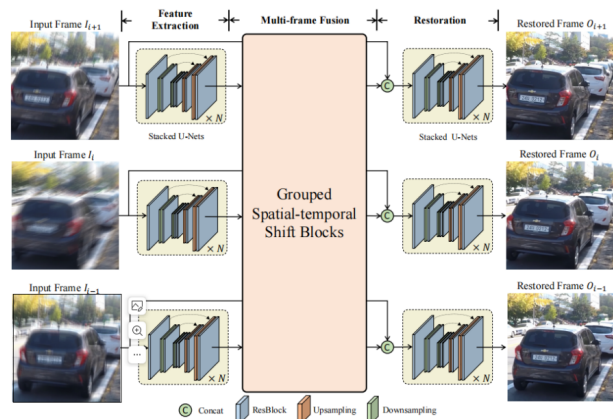 Feature
Extraction
Multi-frame Fusion
Restoration
Input Frame I_{i+1}
Restored Frame O_{i+1}
× N
C
× N
Stacked U-Nets
Stacked U-Nets
Input Frame I_i
Restored Frame O_i
× N
Grouped
Spatial-temporal
Shift Blocks
C
× N
Input Frame I_{i-1}
Restored Frame O_{i-1}
× N
C
× N
C Concat ResBlock Upsampling Downsampling